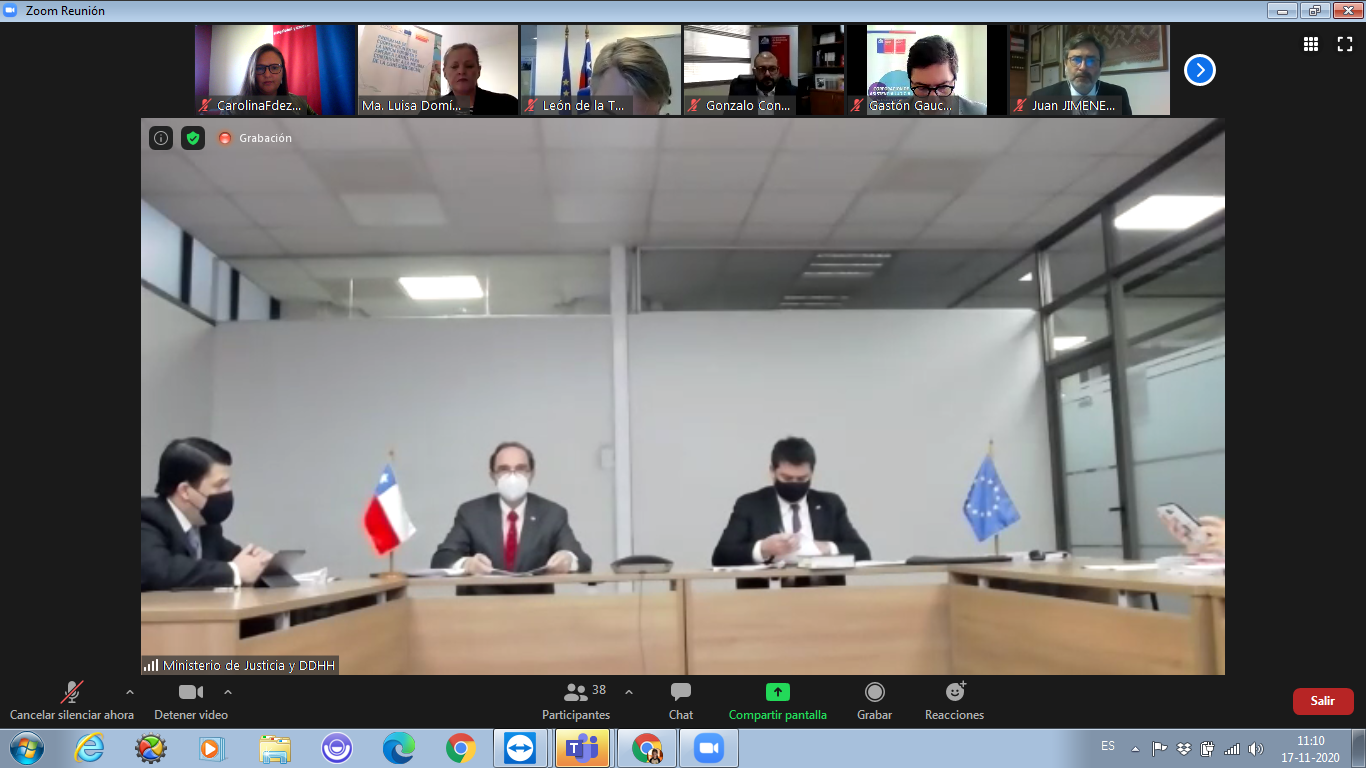 Zoom Reunión
CarolinaFdez...
Ma. Luisa Domí...
León de la T...
Gonzalo Con...
Gastón Gauc...
Juan JIMENE...
Grabación
Ministerio de Justicia y DDHH
Cancelar silenciar ahora
Detener video
38
Participantes
Chat
Compartir pantalla
Grabar
Reacciones
Salir
ES
11:10
17-11-2020